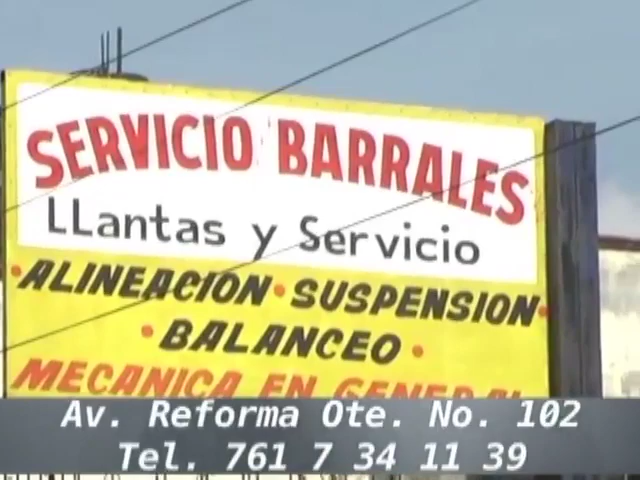 SERVICIO BARRALES
LLantas y Servicio
•ALINEACION•SUSPENSION•
•BALANCEO•
MECANICA EN GENERAL
Av. Reforma Ote. No. 102
Tel. 761 7 34 11 39